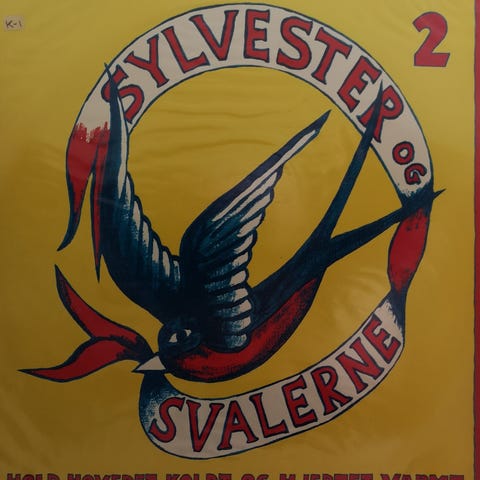 K-1
2
SYLVESTER
OG
SVALERNE
HOLD HOVEDET KOLDT OG HJERTET VARMT